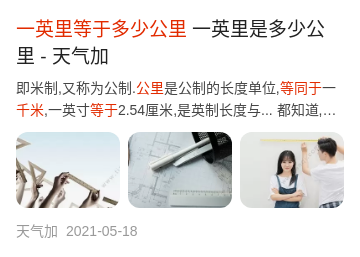 一英里等于多少公里 一英里是多少公
里 - 天气加
即米制,又称为公制.公里是公制的长度单位,等同于一
千米,一英寸等于2.54厘米,是英制长度与... 都知道,...
天气加 2021-05-18